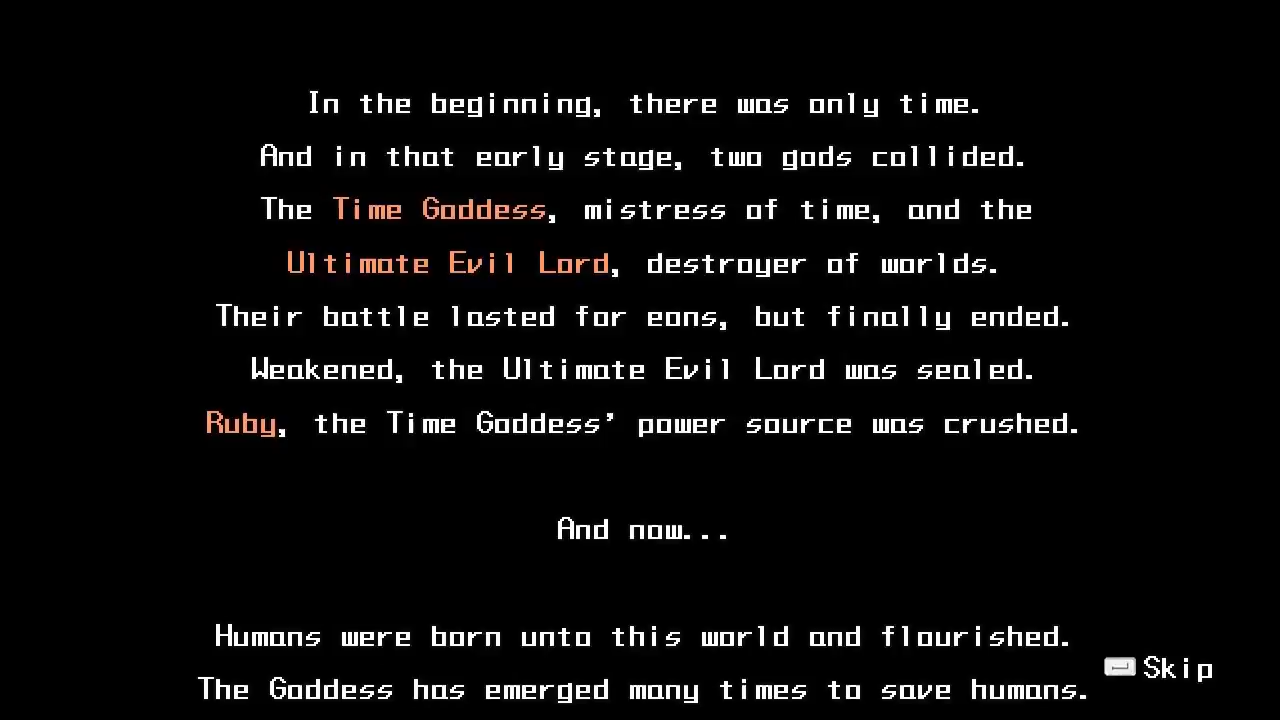 In the beginning, there was only time.
And in that early stage, two gods collided.
The Time Goddess, mistress of time, and the
Ultimate Evil Lord, destroyer of worlds.
Their battle lasted for eons, but finally ended.
Weakened, the Ultimate Evil Lord was sealed.
Ruby, the Time Goddess' power source was crushed.
And now...
Humans were born unto this world and flourished.
Skip
The Goddess has emerged many times to save humans.